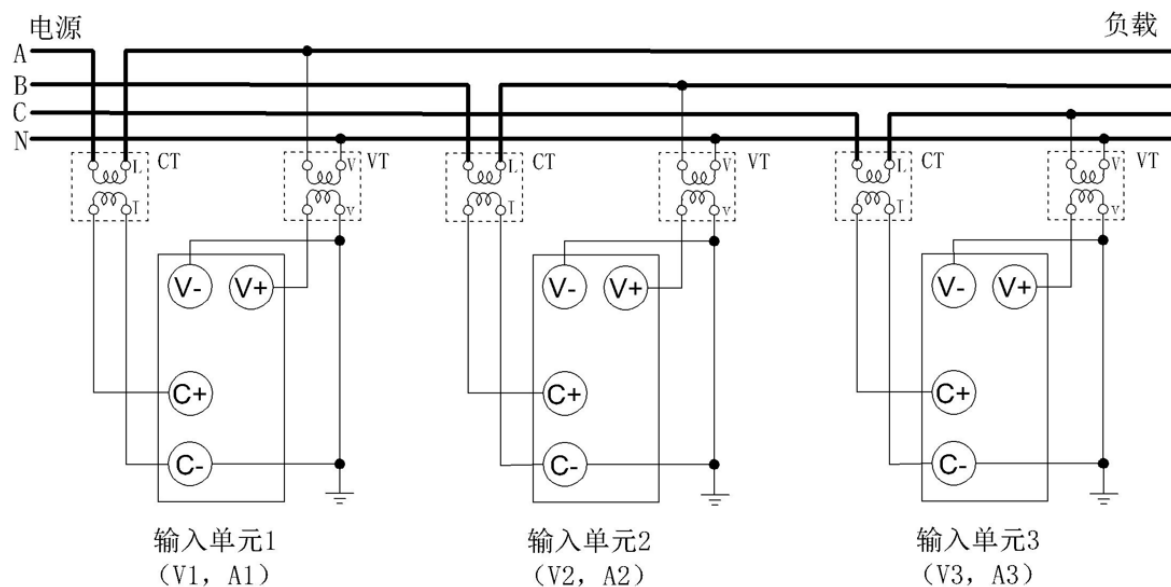 电源
负载
A
B
C
N
L CT
V V VT
L CT
V V VT
L CT
V V VT
I
v
I
v
I
v
V- V+
V- V+
V- V+
C+
C+
C+
C-
C-
C-
输入单元1
(V1, A1)
输入单元2
(V2, A2)
输入单元3
(V3, A3)